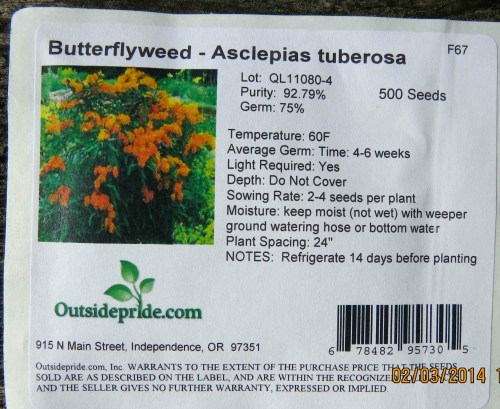 Butterflyweed - Asclepias tuberosa
F67
Lot: QL11080-4
Purity: 92.79%
500 Seeds
Germ: 75%
Temperature: 60F
Average Germ: Time: 4-6 weeks
Light Required: Yes
Depth: Do Not Cover
Sowing Rate: 2-4 seeds per plant
Moisture: keep moist (not wet) with weeper
ground watering hose or bottom water
Plant Spacing: 24"
NOTES: Refrigerate 14 days before planting
Outsidepride.com
915 N Main Street, Independence, OR 97351
6 78482 95730 5
Outsidepride.com, Inc. WARRANTS TO THE EXTENT OF THE PURCHASE PRICE THAT THE SEEDS
SOLD ARE AS DESCRIBED ON THE LABEL, AND ARE WITHIN THE RECOGNIZED
AND THE SELLER GIVES NO FURTHER WARRANTY, EXPRESSED OR IMPLIED.
02/03/2014 1